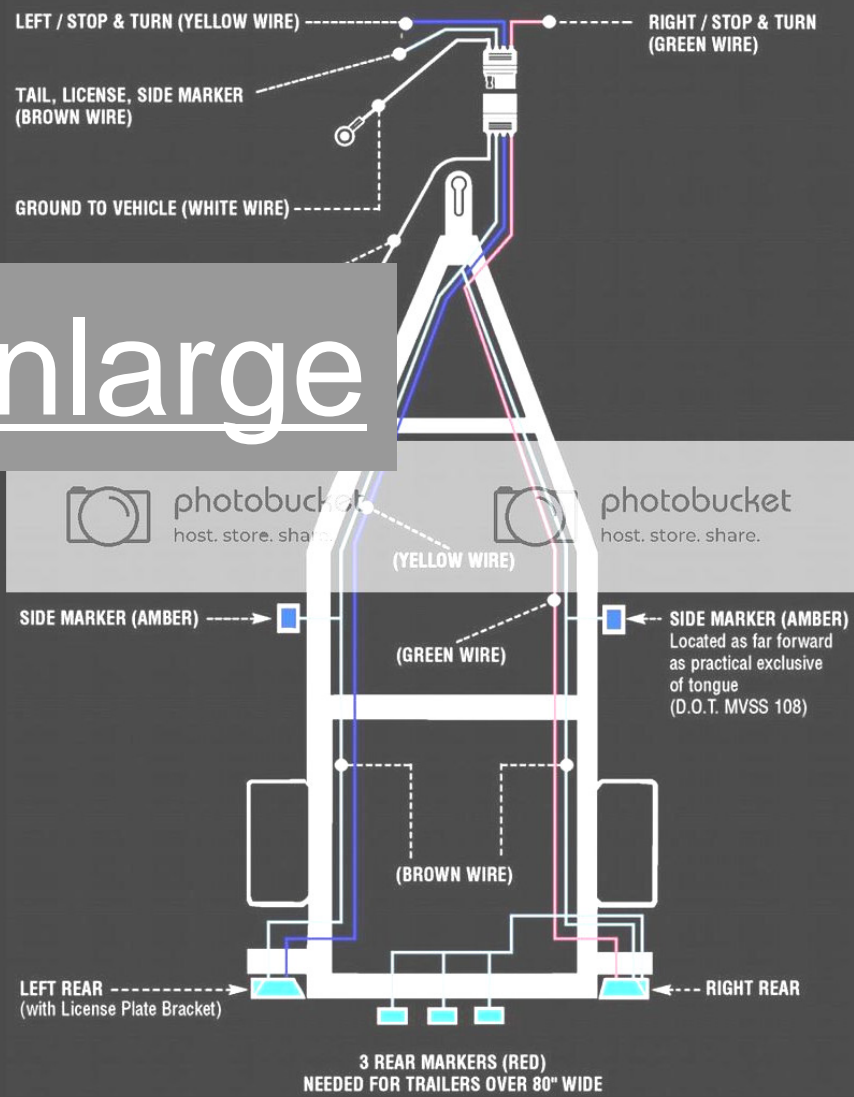 LEFT / STOP & TURN (YELLOW WIRE)
RIGHT / STOP & TURN
(GREEN WIRE)
TAIL, LICENSE, SIDE MARKER
(BROWN WIRE)
GROUND TO VEHICLE (WHITE WIRE)
nlarge
photobucket
host. store. share.
photobucket
host. store. share.
(YELLOW WIRE)
SIDE MARKER (AMBER)
SIDE MARKER (AMBER)
Located as far forward
as practical exclusive
of tongue
(D.O.T. MVSS 108)
(GREEN WIRE)
(BROWN WIRE)
LEFT REAR
(with License Plate Bracket)
RIGHT REAR
3 REAR MARKERS (RED)
NEEDED FOR TRAILERS OVER 80" WIDE